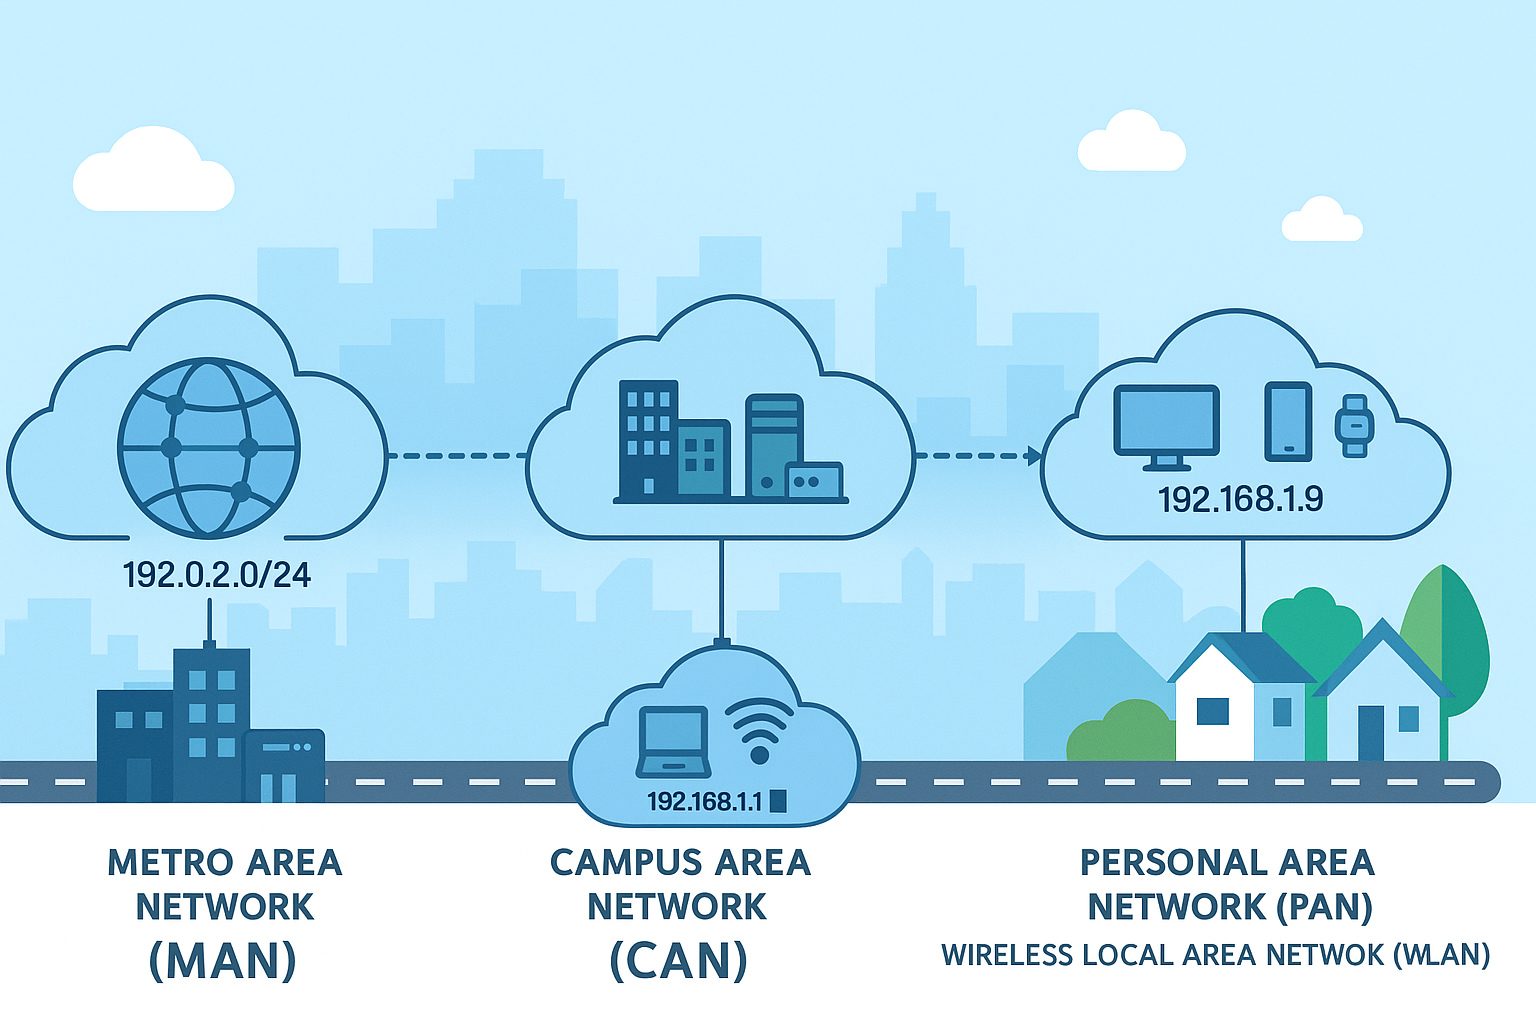 192.168.1.9
192.0.2.0/24
192.168.1.1
METRO AREA
NETWORK
(MAN)
CAMPUS AREA
NETWORK
(CAN)
PERSONAL AREA
NETWORK (PAN)
WIRELESS LOCAL AREA NETWOK (WLAN)